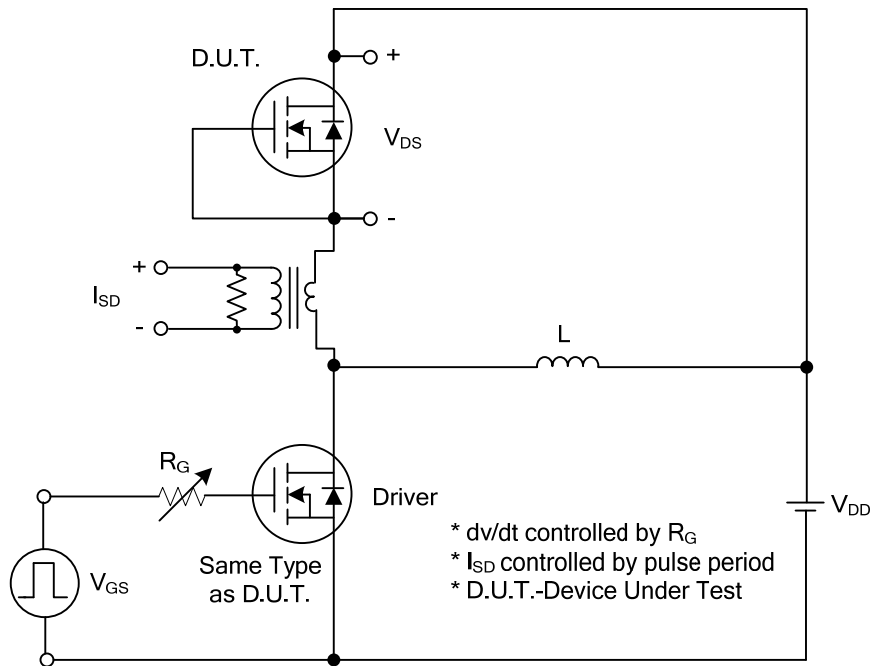 D.U.T.
+
VDS
-
+
ISD
-
L
RG
Driver
VDD
VGS
Same Type
as D.U.T.
* dv/dt controlled by RG
* ISD controlled by pulse period
* D.U.T.-Device Under Test